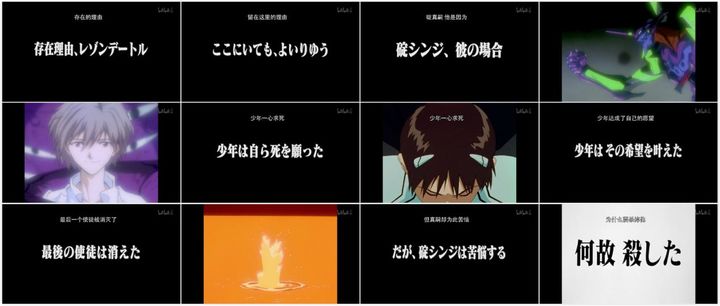 存在的理由
存在理由、レゾンデートル
留在这里的理由
ここにいても、よいりゆう
碇真嗣 他是因为
碇シンジ、彼の場合
少年一心求死
少年は自ら死を願った
少年一心求死
少年达成了自己的愿望
少年はその希望を叶えた
最后一个使徒被消灭了
最後の使徒は消えた
但真嗣却为此苦恼
だが、碇シンジは苦悩する
何故 殺した